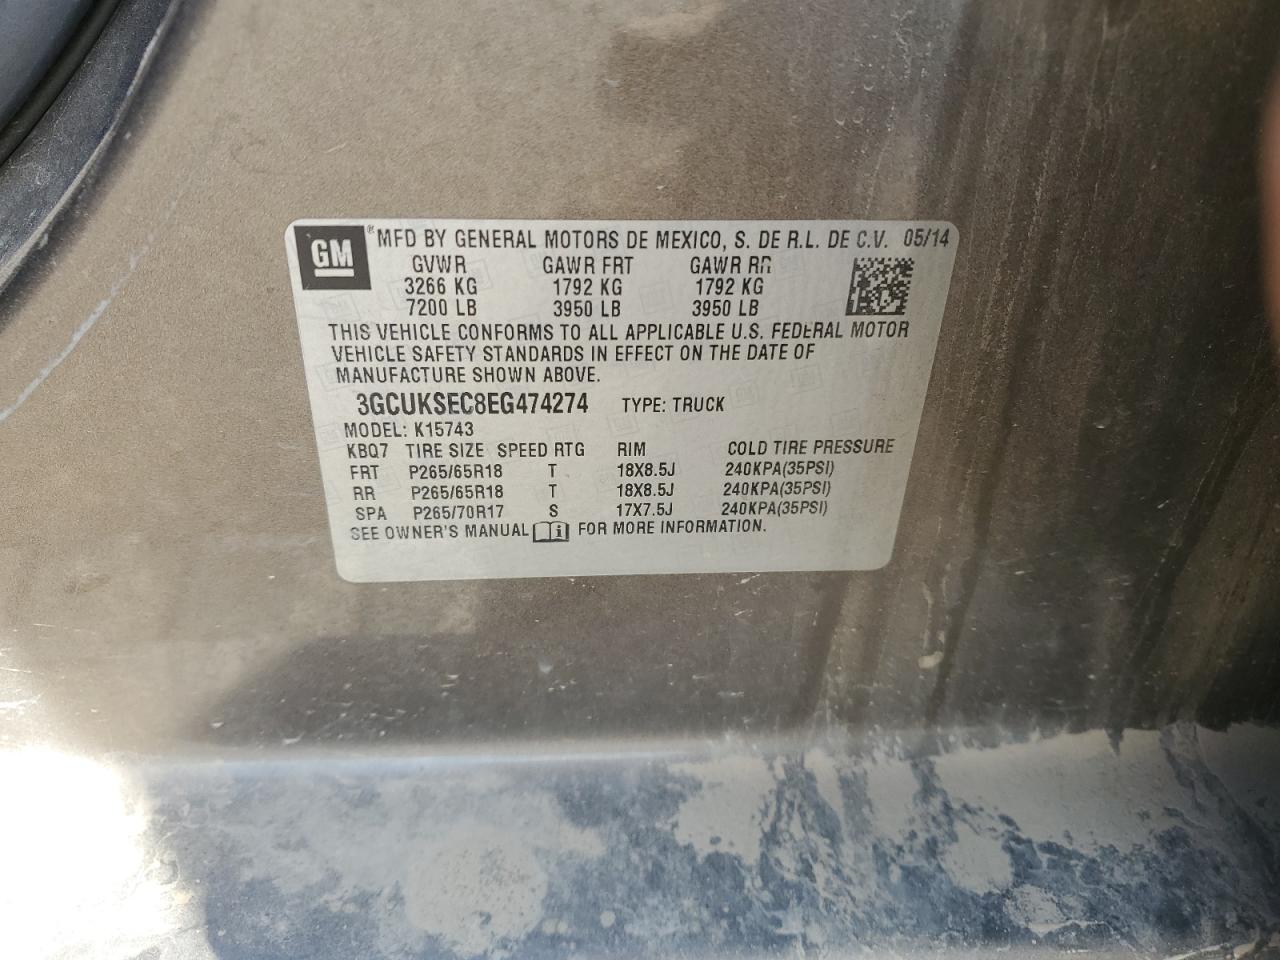 GM ® MFD BY GENERAL MOTORS DE MEXICO, S. DE R.L. DE C.V. 05/14
GVWR GAWR FRT GAWR RR
3266 KG 1792 KG 1792 KG
7200 LB 3950 LB 3950 LB
THIS VEHICLE CONFORMS TO ALL APPLICABLE U.S. FEDERAL MOTOR
VEHICLE SAFETY STANDARDS IN EFFECT ON THE DATE OF
MANUFACTURE SHOWN ABOVE.
3GCUKSEC8EG474274 TYPE: TRUCK
MODEL: K15743
KBQ7 TIRE SIZE SPEED RTG RIM COLD TIRE PRESSURE
FRT P265/65R18 T 18X8.5J 240KPA(35PSI)
RR P265/65R18 T 18X8.5J 240KPA(35PSI)
SPA P265/70R17 S 17X7.5J 240KPA(35PSI)
SEE OWNER'S MANUAL i FOR MORE INFORMATION.